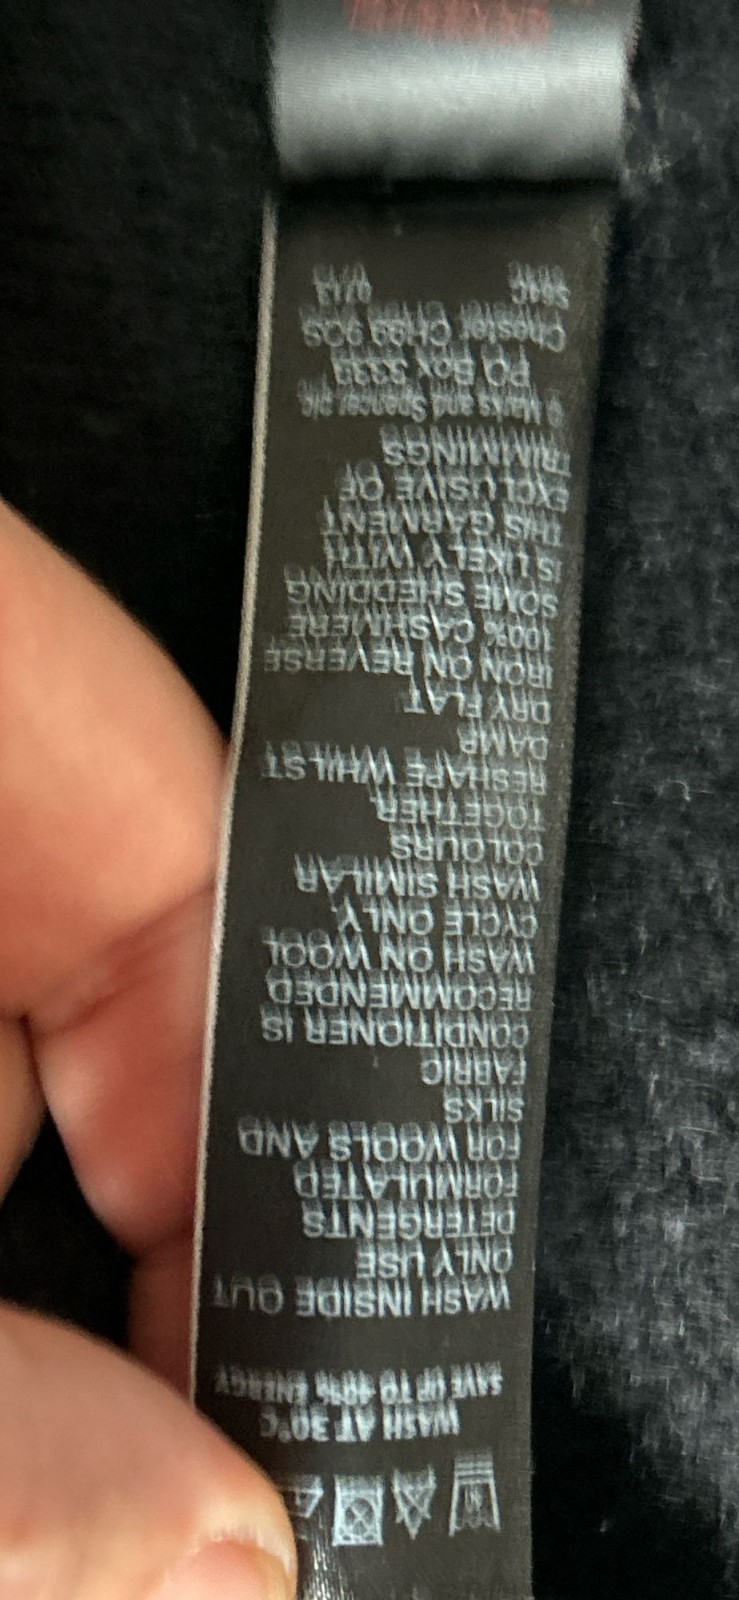 WASH AT 30°C
SAVE UP TO 40% ENERGY
WASH INSIDE OUT
ONLY USE
DETERGENTS
FORMULATED
FOR WOOLS AND
SILKS
FABRIC
CONDITIONER IS
RECOMMENDED
WASH ON WOOL
CYCLE ONLY.
WASH SIMILAR
COLOURS
TOGETHER.
RESHAPE WHILST
DAMP
DRY FLAT
IRON ON REVERSE
100% CASHMERE
SOME SHEDDING
IS LIKELY WITH
THIS GARMENT
EXCLUSIVE OF
TRIMMINGS
© Marks and Spencer plc
PO Box 3339
Chester CH99 9QS